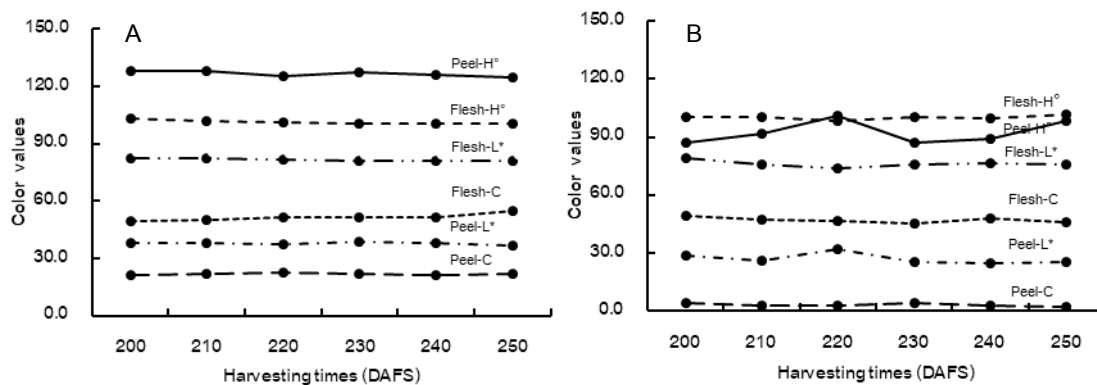 A
150.0
120.0
90.0
60.0
30.0
0.0
Color values
Peel-H°
Flesh-H°
Flesh-L*
Flesh-C
Peel-L*
Peel-C
200 210 220 230 240 250
Harvesting times (DAFS)
B
150.0
120.0
90.0
60.0
30.0
0.0
Color values
Flesh-H°
Peel-H°
Flesh-L*
Flesh-C
Peel-L*
Peel-C
200 210 220 230 240 250
Harvesting times (DAFS)